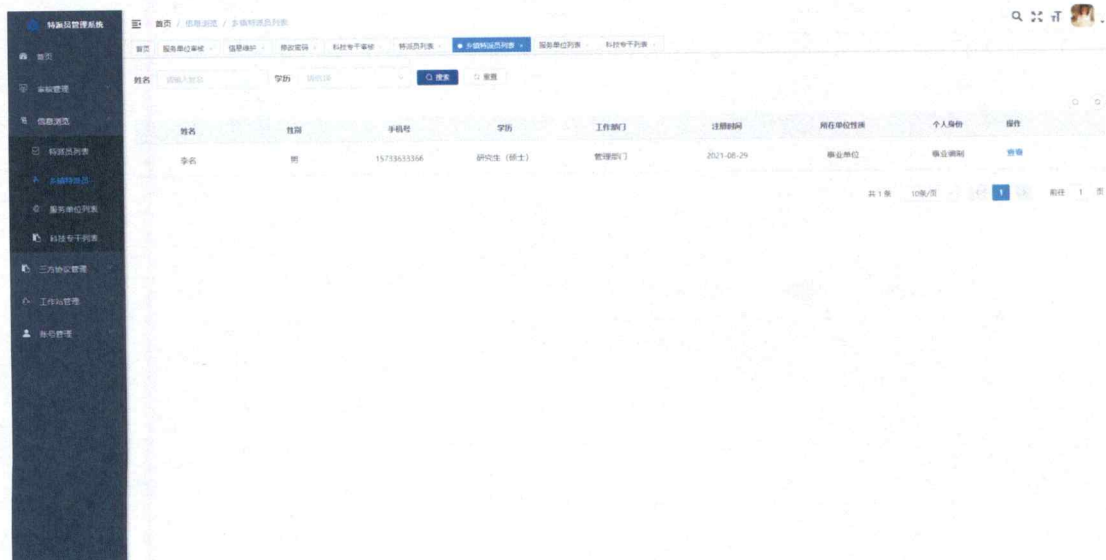 特派员管理系统
首页 / 信息浏览 / 乡镇特派员列表
首页 服务单位审核 信息维护 修改密码 科技专干审核 特派员列表 乡镇特派员列表 服务单位列表 科技专干列表
首页
审核管理
信息浏览
特派员列表
乡镇特派员
服务单位列表
科技专干列表
三方协议管理
工作站管理
账号管理
姓名 请输入姓名 学历 请选择 搜索 重置
姓名 性别 手机号 学历 工作部门 注册时间 所在单位性质 个人身份 操作
李名 男 15733633366 研究生（硕士） 管理部门 2021-08-29 事业单位 事业编制 查看
共 1 条 10条/页 1 前往 1 页